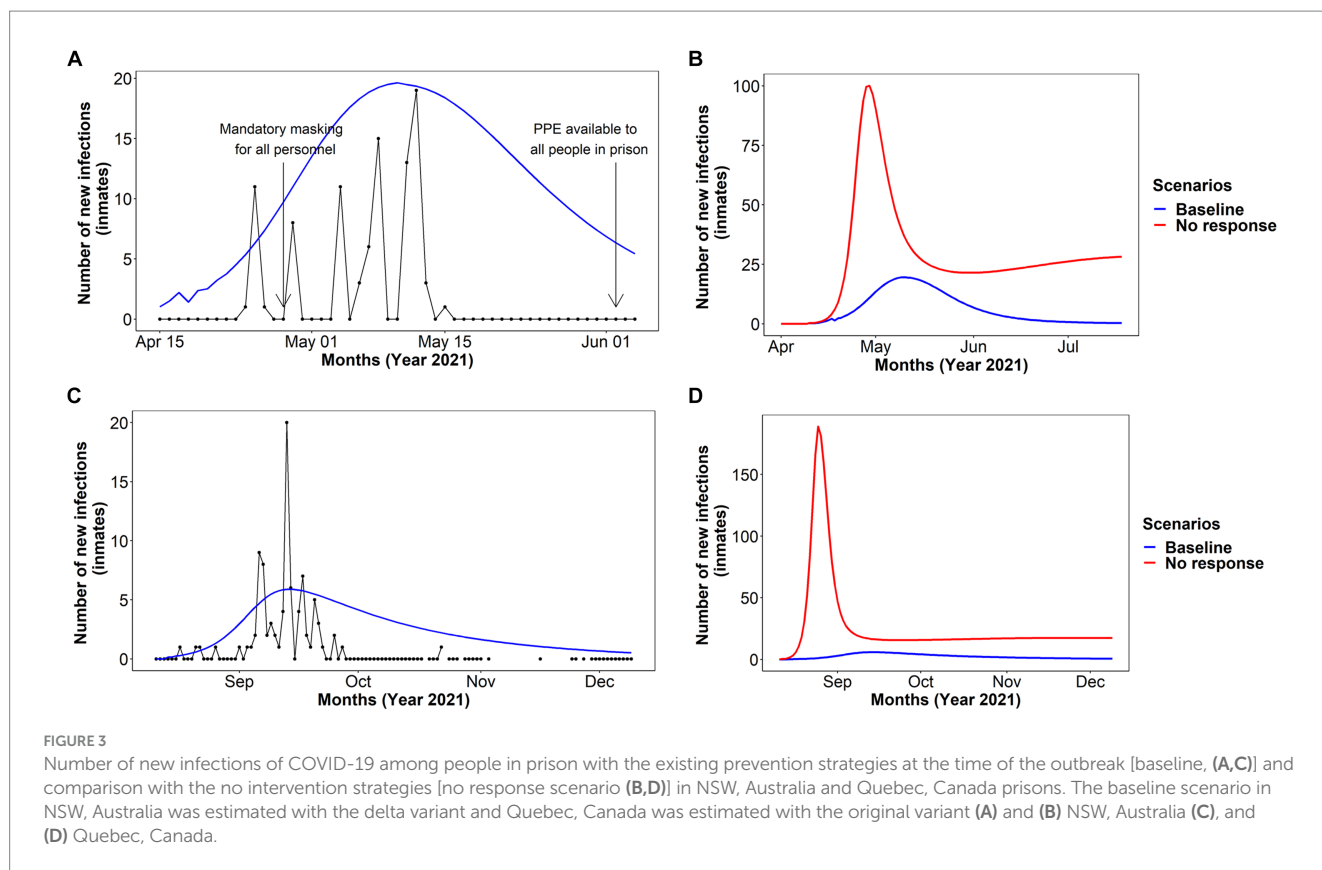 A
Number of new infections
(inmates)
20
15
10
5
0
Mandatory masking
for all personnel
PPE available to
all people in prison
Apr 15
May 01
May 15
Jun 01
Months (Year 2021)
B
Number of new infections
(inmates)
100
75
50
25
0
Apr
May
Jun
Jul
Months (Year 2021)
Scenarios
Baseline
No response
C
Number of new infections
(inmates)
20
15
10
5
0
Sep
Oct
Nov
Dec
Months (Year 2021)
D
Number of new infections
(inmates)
150
100
50
0
Sep
Oct
Nov
Dec
Months (Year 2021)
Scenarios
Baseline
No response
FIGURE 3
Number of new infections of COVID-19 among people in prison with the existing prevention strategies at the time of the outbreak [baseline, (A,C)] and
comparison with the no intervention strategies [no response scenario (B,D)] in NSW, Australia and Quebec, Canada prisons. The baseline scenario in
NSW, Australia was estimated with the delta variant and Quebec, Canada was estimated with the original variant (A) and (B) NSW, Australia (C), and
(D) Quebec, Canada.